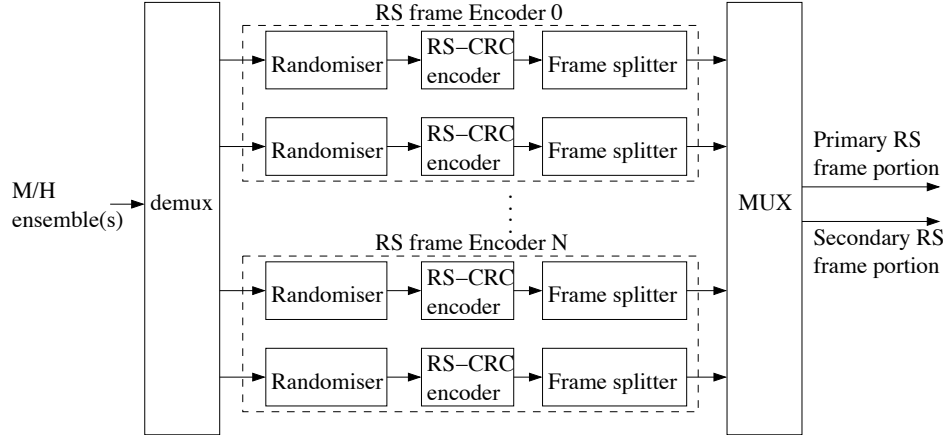 RS frame Encoder 0
Randomiser
RS−CRC
encoder
Frame splitter
Randomiser
RS−CRC
encoder
Frame splitter
M/H
ensemble(s)
demux
MUX
Primary RS
frame portion
Secondary RS
frame portion
RS frame Encoder N
Randomiser
RS−CRC
encoder
Frame splitter
Randomiser
RS−CRC
encoder
Frame splitter